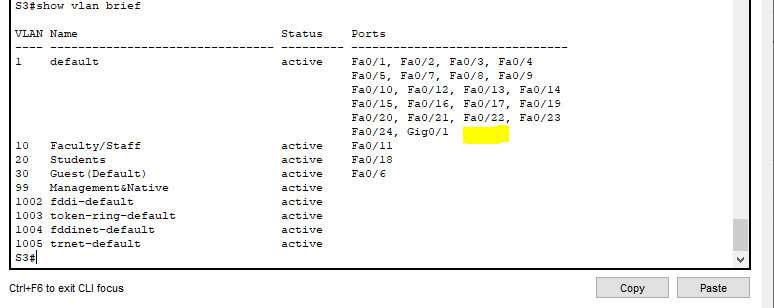 S3#show vlan brief
VLAN Name                             Status    Ports
---- -------------------------------- --------- -------------------------------
1    default                          active    Fa0/1, Fa0/2, Fa0/3, Fa0/4
                                                Fa0/5, Fa0/7, Fa0/8, Fa0/9
                                                Fa0/10, Fa0/12, Fa0/13, Fa0/14
                                                Fa0/15, Fa0/16, Fa0/17, Fa0/19
                                                Fa0/20, Fa0/21, Fa0/22, Fa0/23
                                                Fa0/24, Gig0/1
10   Faculty/Staff                    active    Fa0/11
20   Students                         active    Fa0/18
30   Guest(Default)                   active    Fa0/6
99   Management&Native                active
1002 fddi-default                     active
1003 token-ring-default               active
1004 fddinet-default                  active
1005 trnet-default                    active
S3#
Ctrl+F6 to exit CLI focus
Copy
Paste